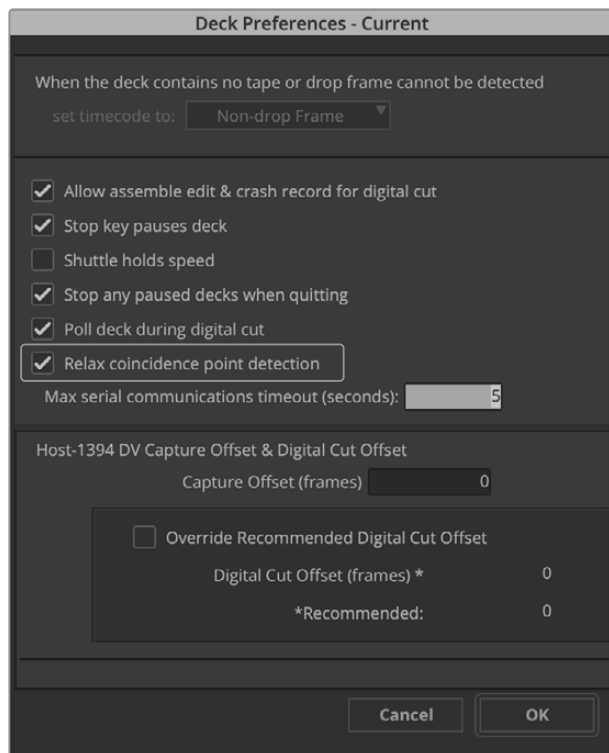 Deck Preferences - Current
When the deck contains no tape or drop frame cannot be detected
set timecode to: Non-drop Frame
Allow assemble edit & crash record for digital cut
Stop key pauses deck
Shuttle holds speed
Stop any paused decks when quitting
Poll deck during digital cut
Relax coincidence point detection
Max serial communications timeout (seconds): 5
Host-1394 DV Capture Offset & Digital Cut Offset
Capture Offset (frames) 0
Override Recommended Digital Cut Offset
Digital Cut Offset (frames) * 0
*Recommended: 0
Cancel OK